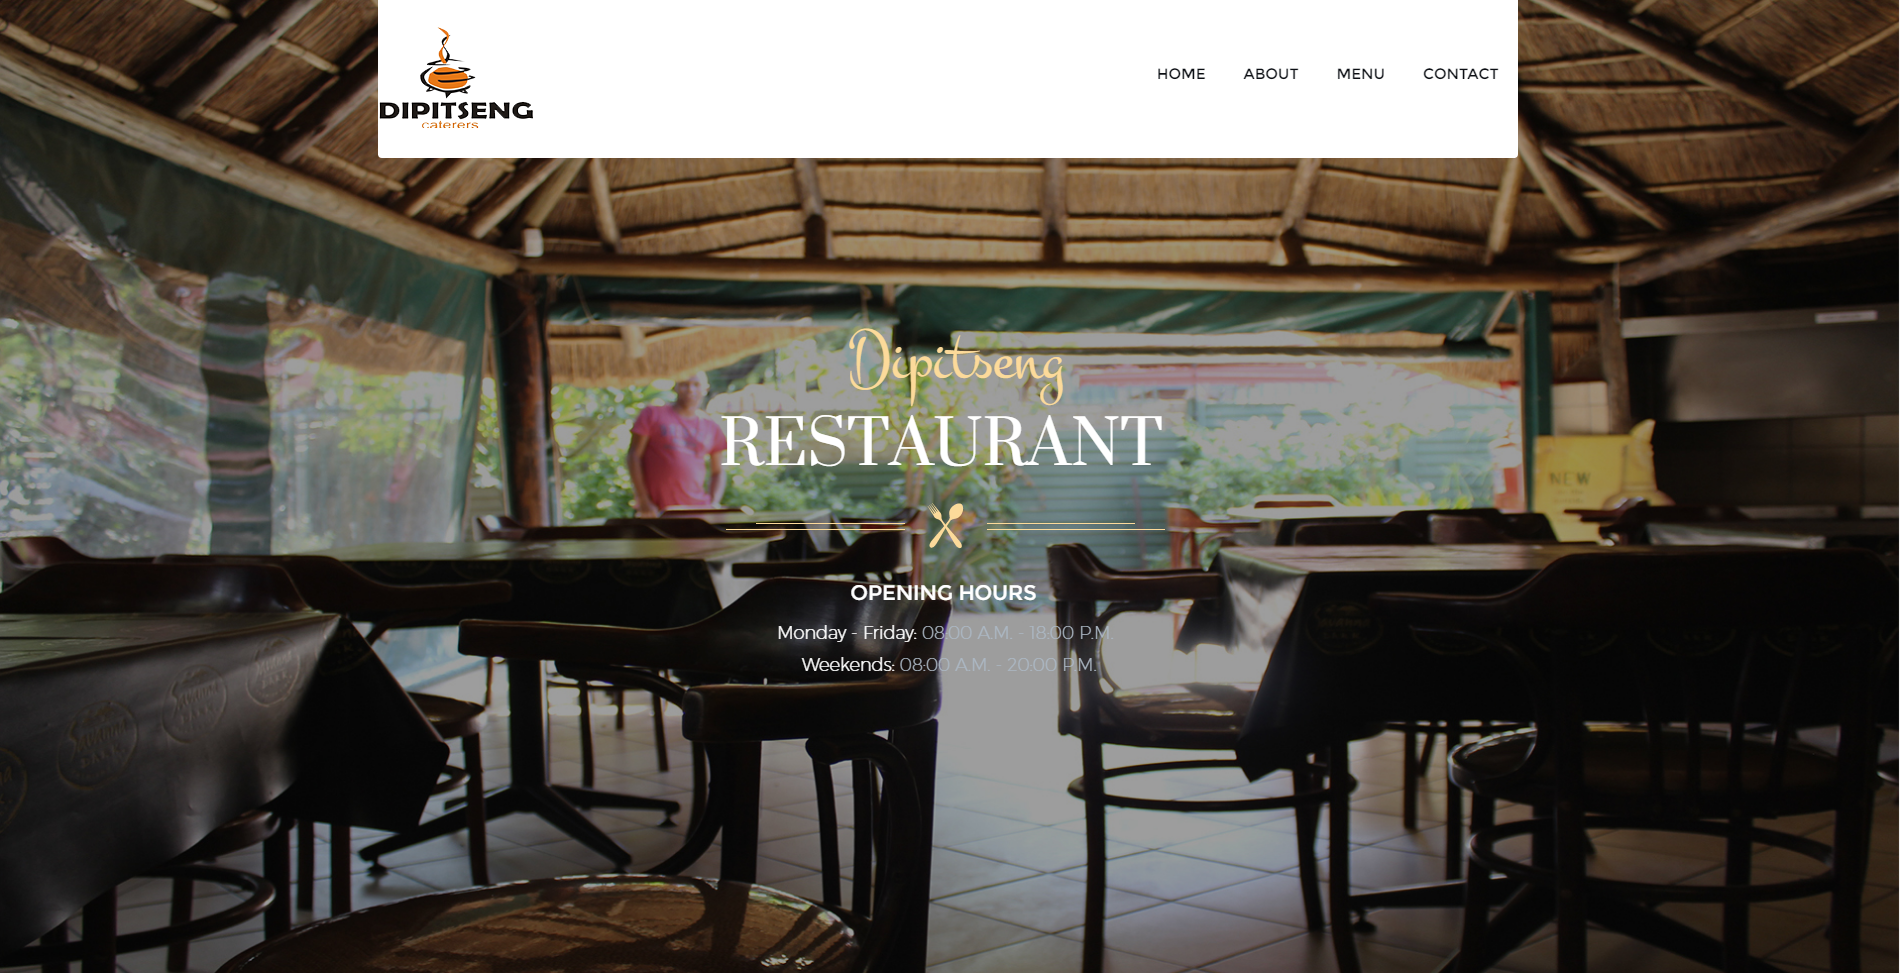 DIPITSENG
caterers
HOME ABOUT MENU CONTACT
Dipitseng
RESTAURANT
NEW
OPENING HOURS
Monday - Friday: 08:00 A.M. - 18:00 P.M.
Weekends: 08:00 A.M. - 20:00 P.M.